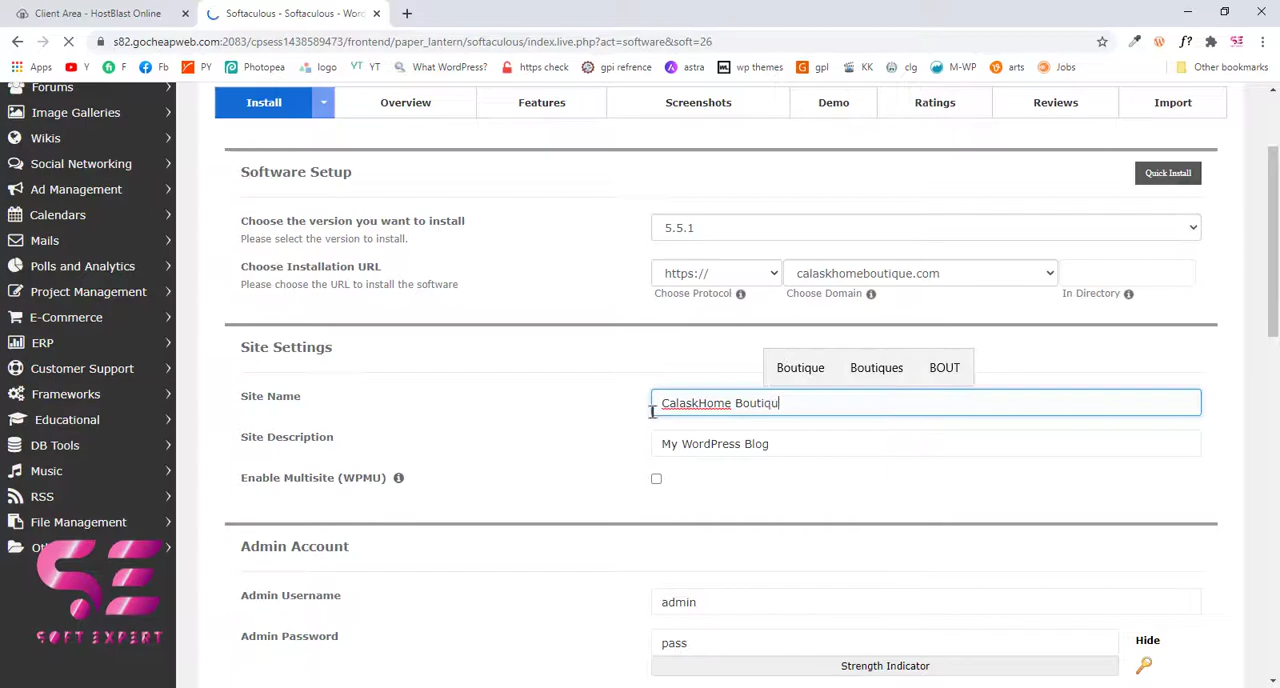 Client Area - HostBlast Online
Softaculous - Softaculous - Wor
s82.gocheapweb.com:2083/cpsess1438589473/frontend/paper_lantern/softaculous/index.live.php?act=software&soft=26
Apps YT F Fb PY Photopea logo YT What WordPress? https check gpi refrence astra wp themes gpl KK clg M-WP arts Jobs Other bookmarks
Forums
Image Galleries
Wikis
Social Networking
Ad Management
Calendars
Mails
Polls and Analytics
Project Management
E-Commerce
ERP
Customer Support
Frameworks
Educational
DB Tools
Music
RSS
File Management
SE
SOFT EXPERT
Install Overview Features Screenshots Demo Ratings Reviews Import
Software Setup
Quick Install
Choose the version you want to install
Please select the version to install.
5.5.1
Choose Installation URL
Please choose the URL to install the software
https:// calaskhomeboutique.com
Choose Protocol Choose Domain In Directory
Site Settings
Boutique Boutiques BOUT
Site Name
CalaskHome Boutiqu
Site Description
My WordPress Blog
Enable Multisite (WPMU)
Admin Account
Admin Username
admin
Admin Password
pass
Hide
Strength Indicator